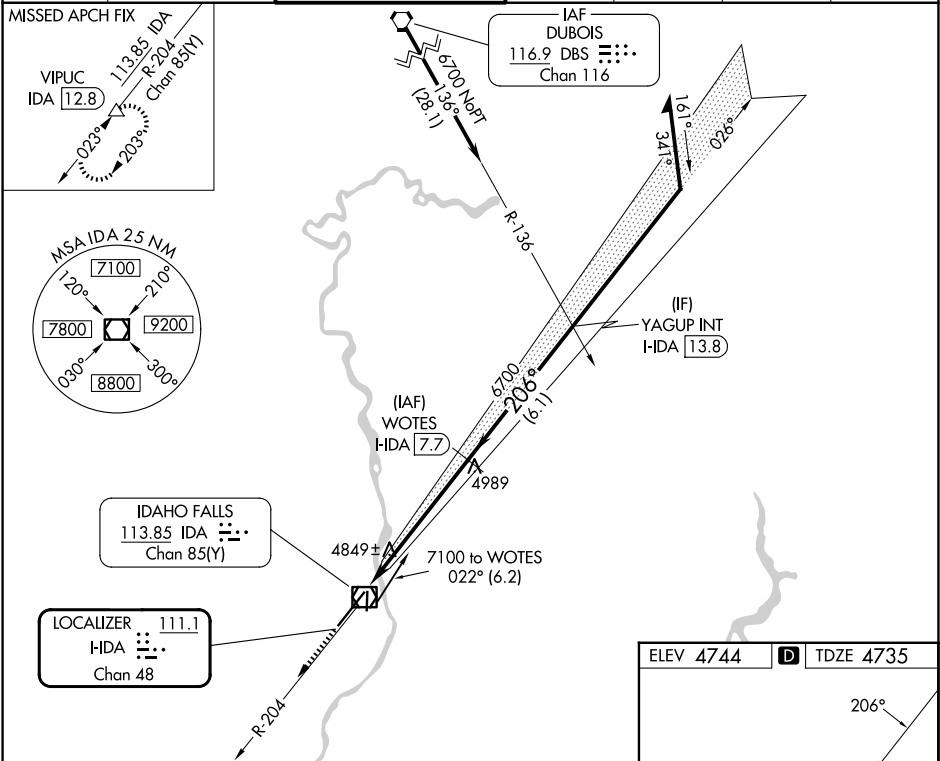 MISSED APCH FIX
113.85 IDA
R-204
Chan 85(Y)
VIPUC
IDA 12.8
023°
203°
IAF
DUBOIS
116.9 DBS
Chan 116
6700 NoPT
136°
(28.1)
R-136
161°
341°
026°
MSA IDA 25 NM
7100
120°
210°
7800
9200
030°
300°
8800
(IF)
YAGUP INT
I-IDA 13.8
6700
206°
(6.1)
(IAF)
WOTES
I-IDA 7.7
4989
IDAHO FALLS
113.85 IDA
Chan 85(Y)
4849±
7100 to WOTES
022° (6.2)
LOCALIZER 111.1
I-IDA
Chan 48
R-204
ELEV 4744 D TDZE 4735
206°